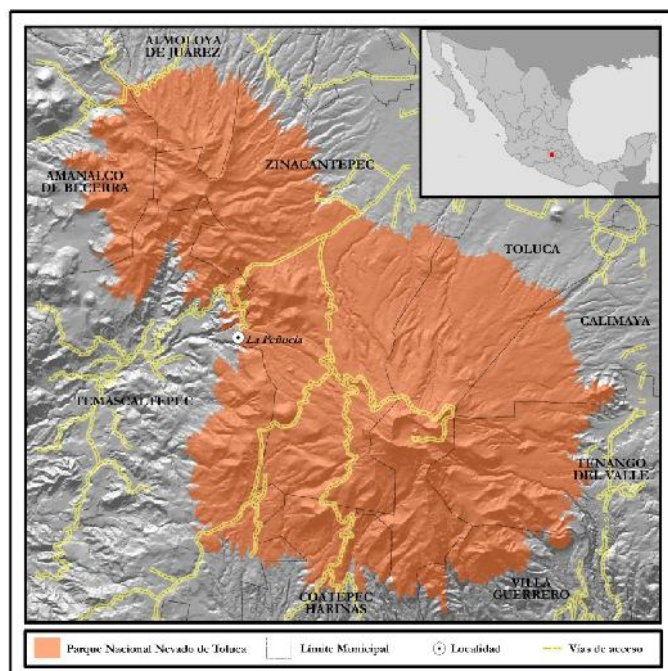 ALMOLOYA
DE JUÁREZ
ZINACANTEPEC
AMANALCO
DE BECERRA
TOLUCA
CALIMAYA
La Peñuela
TEMASCALTEPEC
TENANGO
DEL VALLE
VILLA
GUERRERO
COATEPEC
HARINAS
Parque Nacional Nevado de Toluca
Límite Municipal
Localidad
Vías de acceso